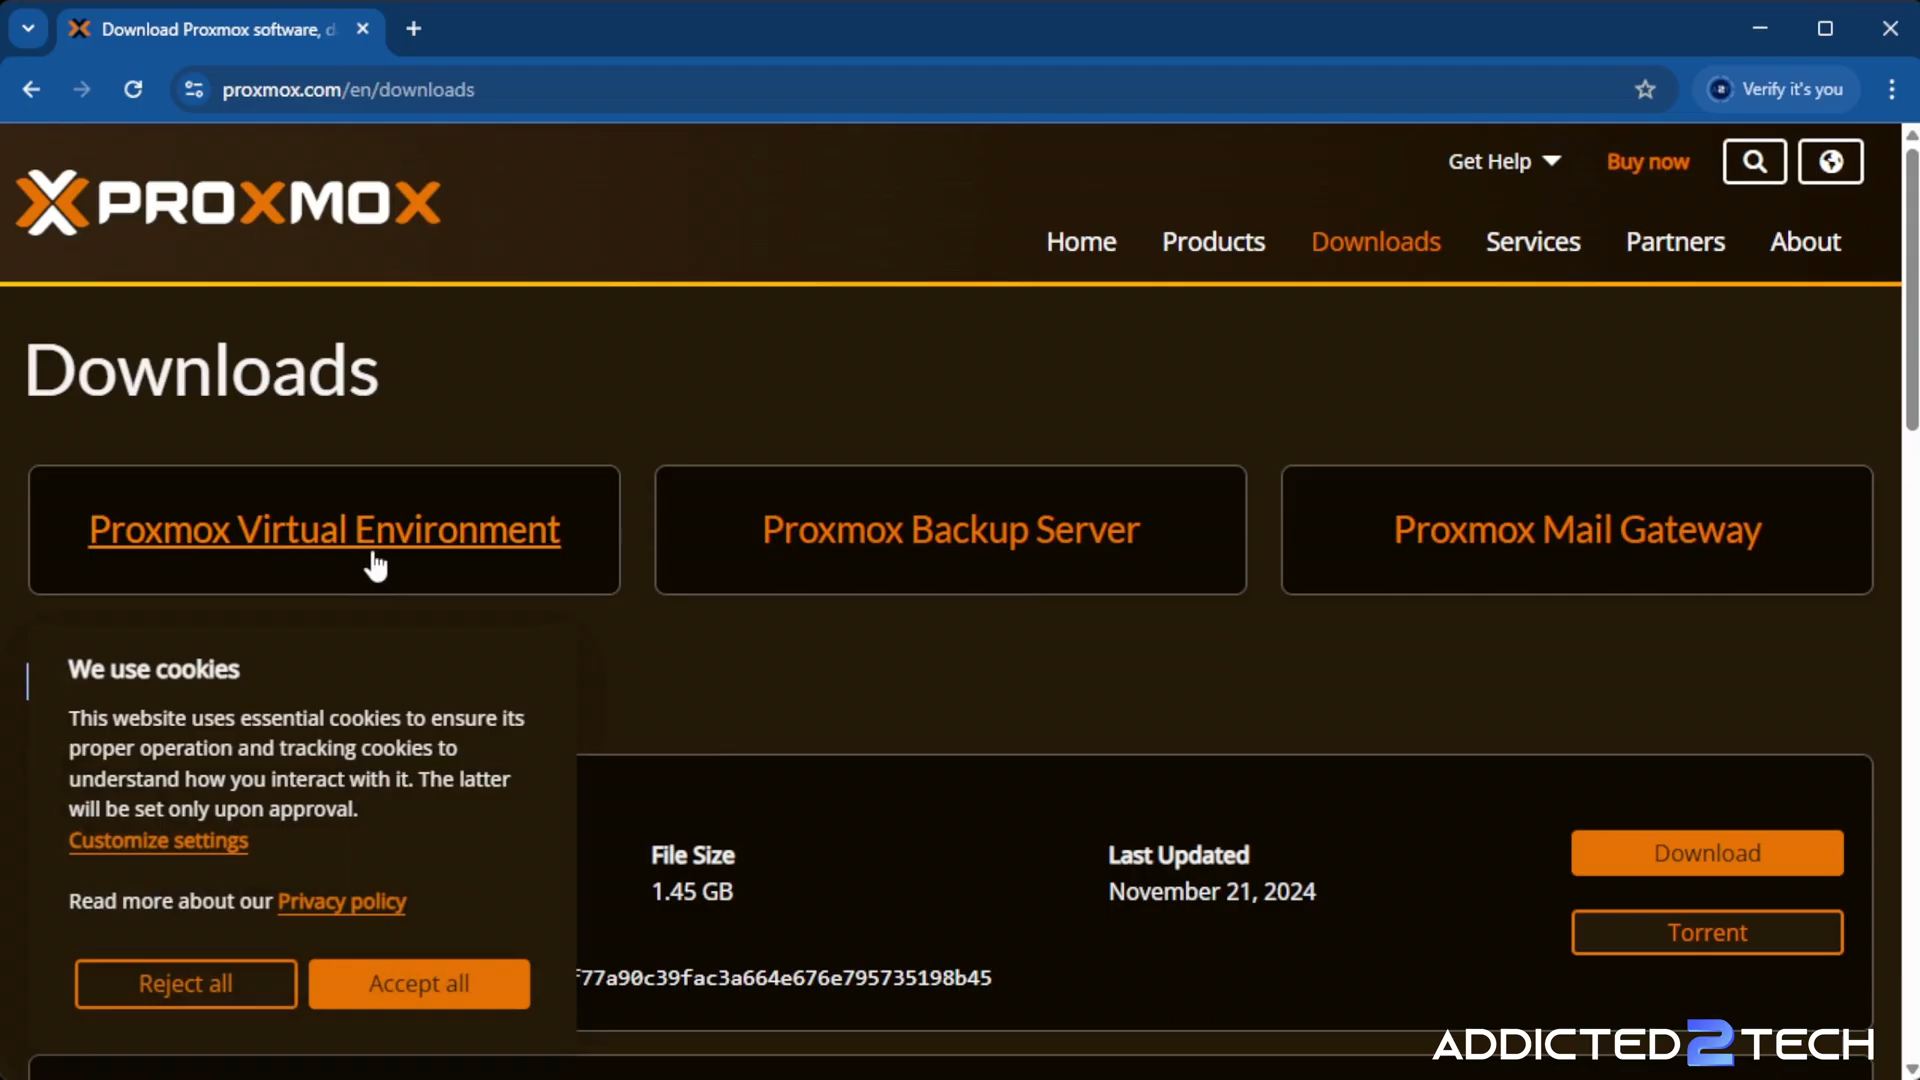 Download Proxmox software, d
proxmox.com/en/downloads
Verify it's you
PROXMOX
Get Help
Buy now
Home
Products
Downloads
Services
Partners
About
Downloads
Proxmox Virtual Environment
Proxmox Backup Server
Proxmox Mail Gateway
We use cookies
This website uses essential cookies to ensure its
proper operation and tracking cookies to
understand how you interact with it. The latter
will be set only upon approval.
Customize settings
Read more about our Privacy policy
Reject all
Accept all
File Size
1.45 GB
Last Updated
November 21, 2024
Download
Torrent
f77a90c39fac3a664e676e795735198b45
ADDICTED2TECH